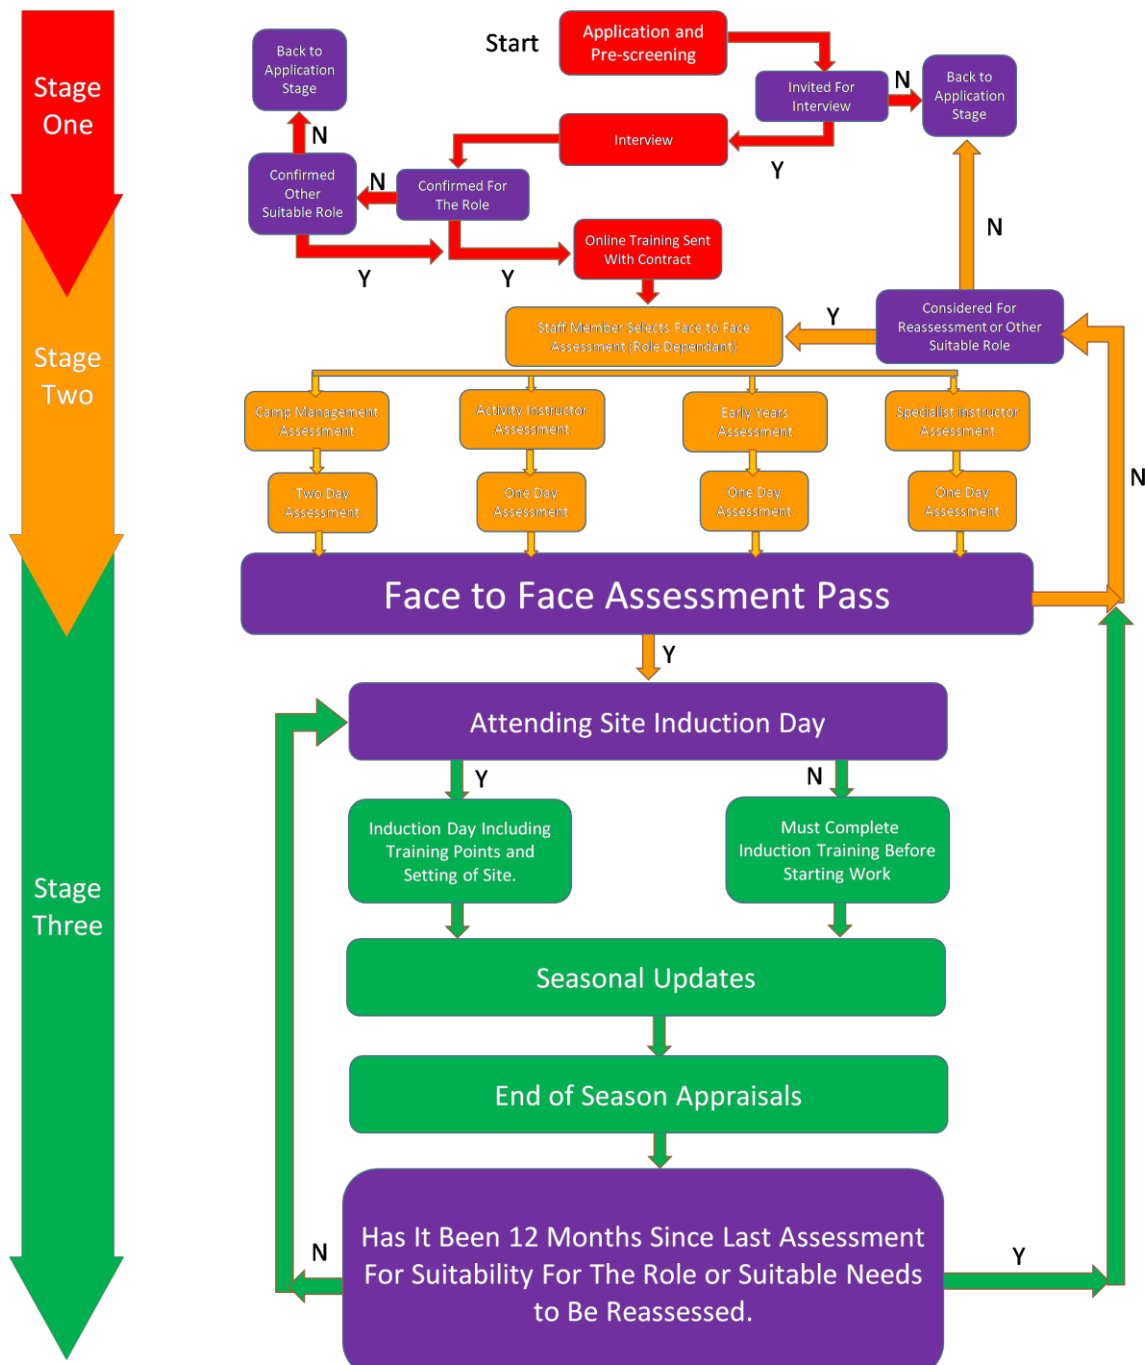 Start
Application and
Pre-screening
Back to
Application
Stage
Invited For
Interview
N
Back to
Application
Stage
Stage
One
N
Interview
Y
Confirmed
Other
Suitable Role
N
Confirmed For
The Role
Y
Y
Online Training Sent
With Contract
N
Stage
Two
Staff Member Selects Face to Face
Assessment (Role Dependant)
Y
Considered For
Reassessment or Other
Suitable Role
Camp Management
Assessment
Activity Instructor
Assessment
Early Years
Assessment
Specialist Instructor
Assessment
N
Two Day
Assessment
One Day
Assessment
One Day
Assessment
One Day
Assessment
Face to Face Assessment Pass
Y
Attending Site Induction Day
Y
N
Induction Day Including
Training Points and
Setting of Site.
Must Complete
Induction Training Before
Starting Work
Stage
Three
Seasonal Updates
End of Season Appraisals
Has It Been 12 Months Since Last Assessment
For Suitability For The Role or Suitable Needs
to Be Reassessed.
N
Y